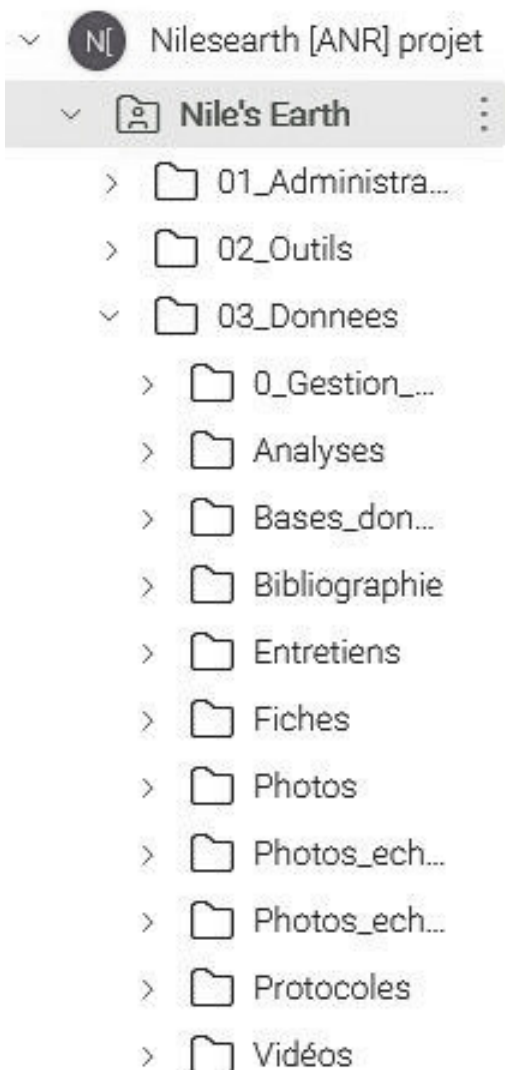 N[ Nilesearth [ANR] projet
Nile's Earth
01_Administra...
02_Outils
03_Donnees
0_Gestion_...
Analyses
Bases_don...
Bibliographie
Entretiens
Fiches
Photos
Photos_ech...
Photos_ech...
Protocoles
Vidéos